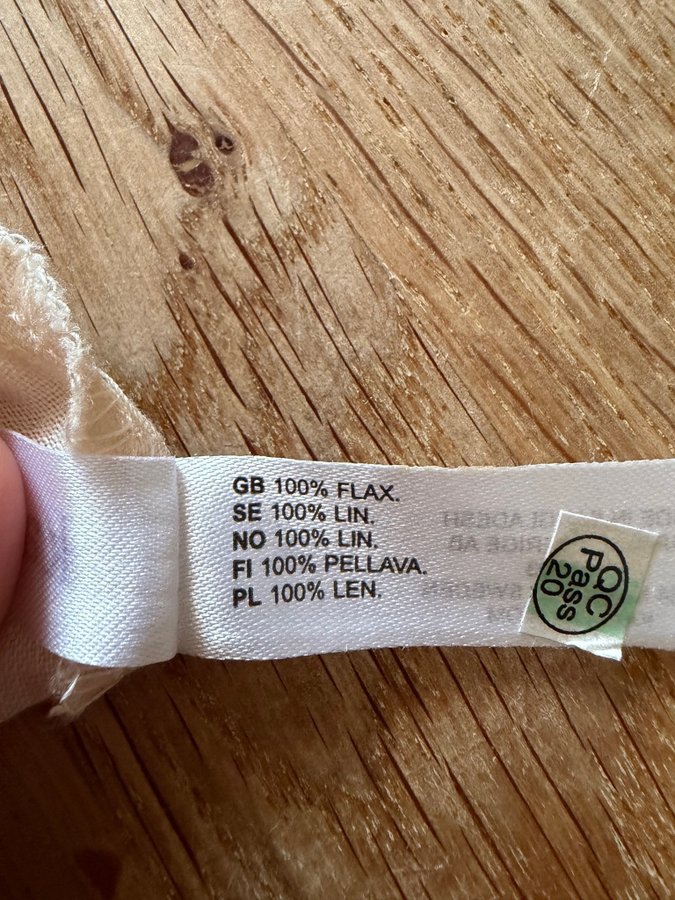 GB 100% FLAX.
SE 100% LIN.
NO 100% LIN.
FI 100% PELLAVA.
PL 100% LEN.
QC
Pass
20